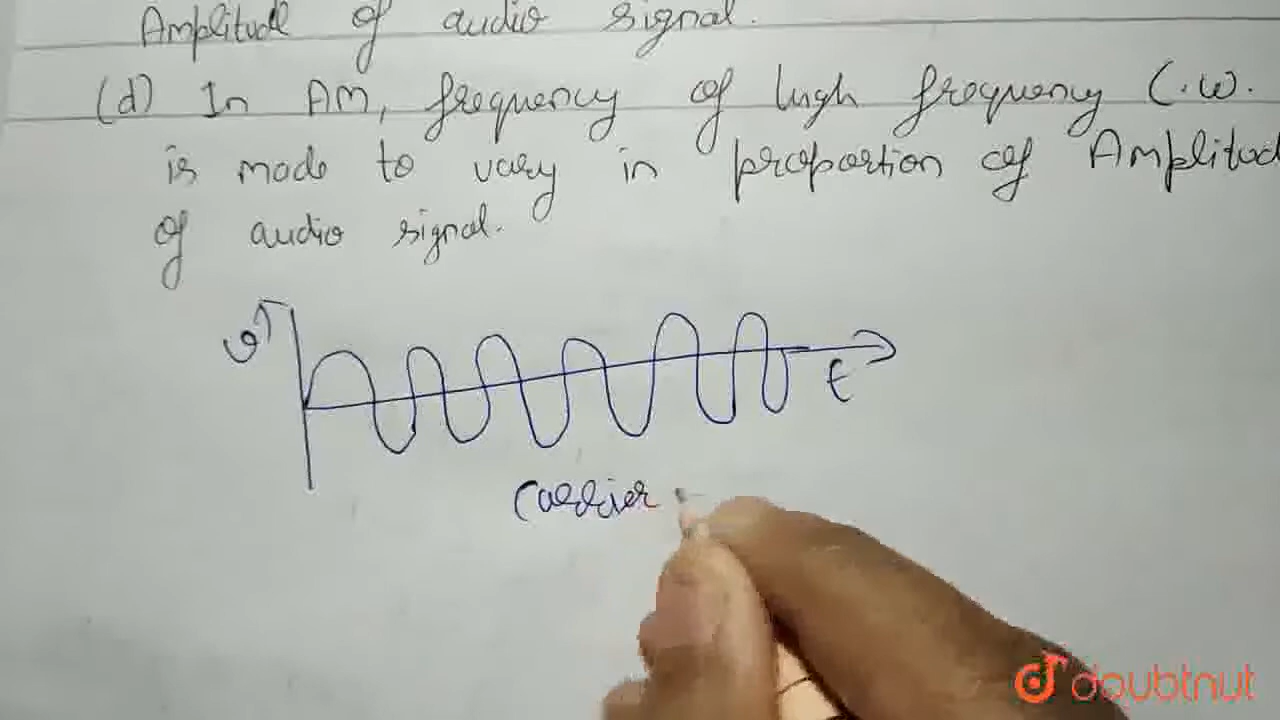 Amplitude of audio signal.
(d) In AM, frequency of high frequency C.W.
is made to vary in proportion of Amplitud
of audio signal.
v
t
Carrier
doubtnut